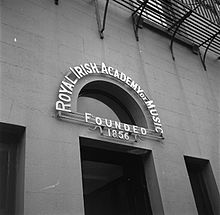 ROYAL IRISH ACADEMY OF MUSIC
FOUNDED
1856